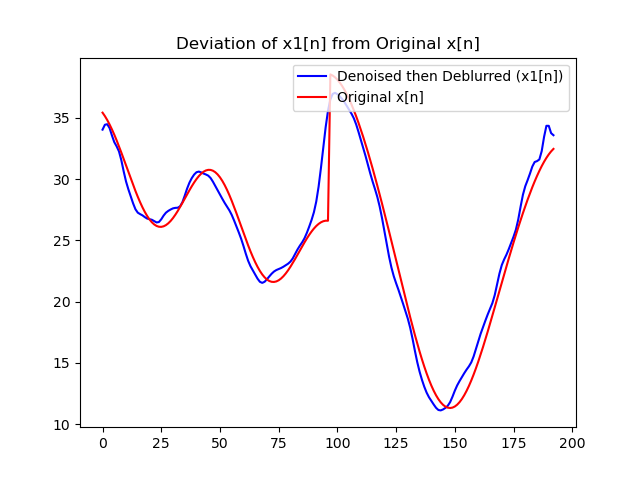 Deviation of x1[n] from Original x[n]
Denoised then Deblurred (x1[n])
Original x[n]
35
30
25
20
15
10
0 25 50 75 100 125 150 175 200